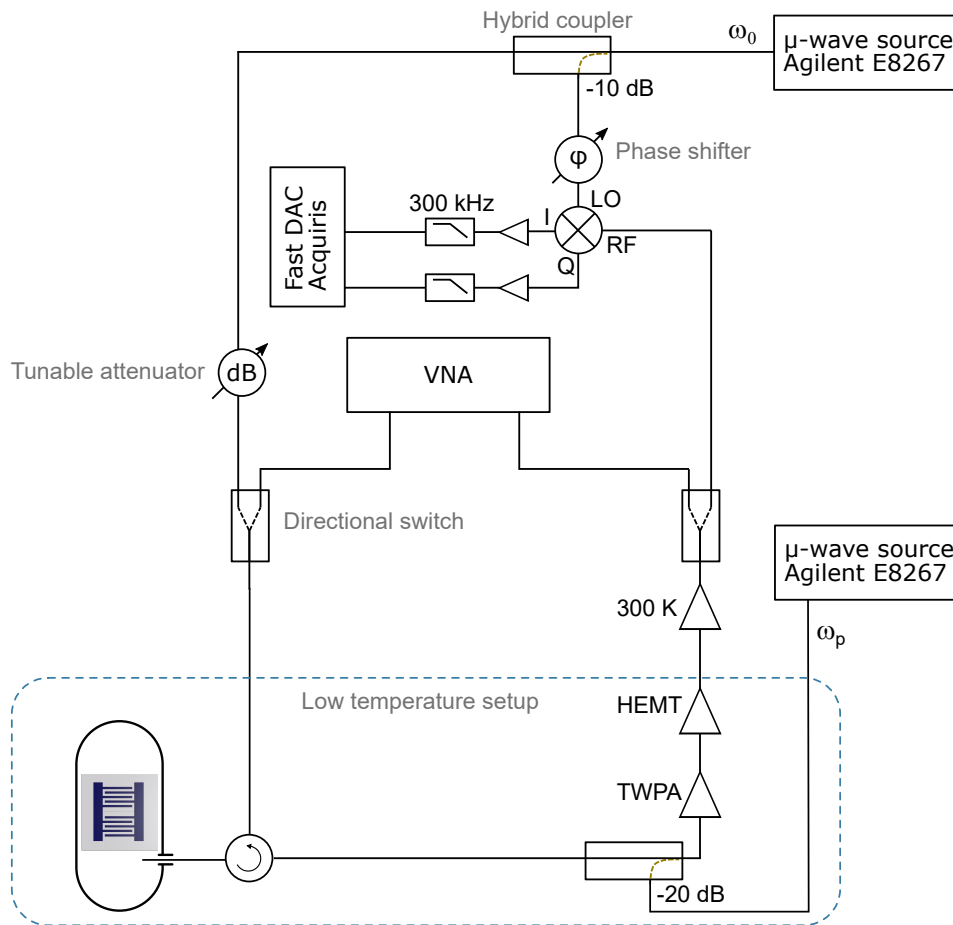 Hybrid coupler
ω₀
μ-wave source
Agilent E8267
-10 dB
φ
Phase shifter
LO
300 kHz
I
RF
Q
Fast DAC
Acquiris
Tunable attenuator
dB
VNA
Directional switch
μ-wave source
Agilent E8267
300 K
ωₚ
Low temperature setup
HEMT
TWPA
-20 dB